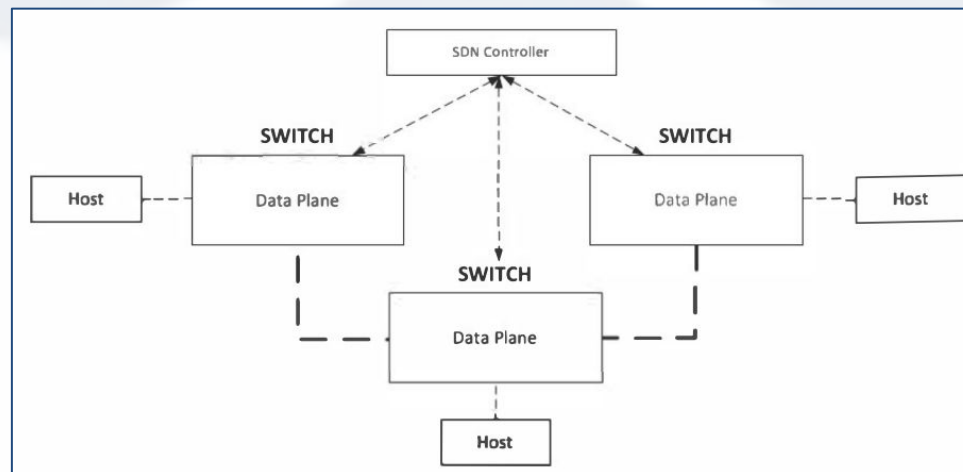 SDN Controller
SWITCH
SWITCH
Host
Data Plane
Data Plane
Host
SWITCH
Data Plane
Host